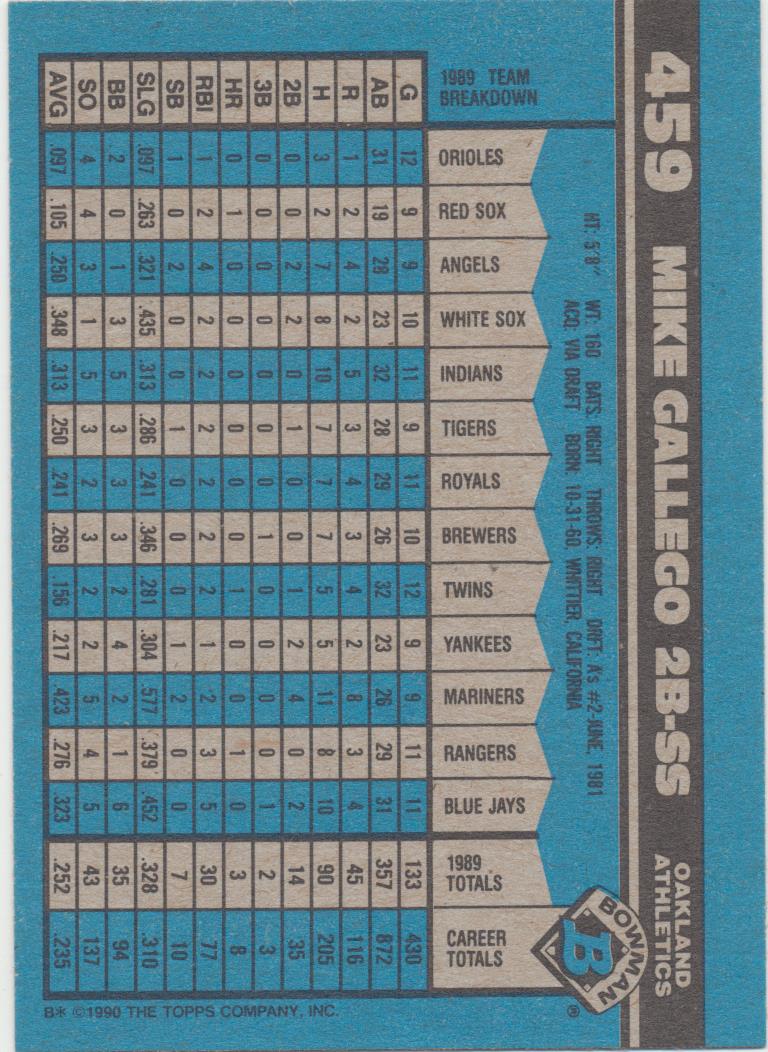 459 MIKE GALLEGO 2B-SS OAKLAND ATHLETICS
HT: 5'8" WT: 160 BATS: RIGHT THROWS: RIGHT DRFT: A's #2-JUNE, 1981
ACQ: VIA DRAFT BORN: 10-31-60, WHITTIER, CALIFORNIA
BOWMAN B
®
1989 TEAM BREAKDOWN ORIOLES RED SOX ANGELS WHITE SOX INDIANS TIGERS ROYALS BREWERS TWINS YANKEES MARINERS RANGERS BLUE JAYS 1989 TOTALS CAREER TOTALS
G 12 9 9 10 11 9 11 10 12 9 9 11 11 133 430
AB 31 19 28 23 32 28 29 26 32 23 26 29 31 357 872
R 1 2 4 2 5 3 4 3 4 2 8 3 4 45 116
H 3 2 7 8 10 7 7 7 5 5 11 8 10 90 205
2B 0 0 2 2 0 1 0 0 1 2 4 0 2 14 35
3B 0 0 0 0 0 0 0 1 0 0 0 0 1 2 3
HR 0 1 0 0 0 0 0 0 1 0 0 1 0 3 8
RBI 1 2 4 2 2 2 2 2 2 1 2 3 5 30 77
SB 1 0 2 0 0 1 0 0 0 1 2 0 0 7 10
SLG .097 .263 .321 .435 .313 .286 .241 .346 .281 .304 .577 .379 .452 .328 .310
BB 2 0 1 3 5 3 3 3 2 4 2 1 6 35 94
SO 4 4 3 1 5 3 2 3 2 2 5 4 5 43 137
AVG .097 .105 .250 .348 .313 .250 .241 .269 .156 .217 .423 .276 .323 .252 .235
B* ©1990 THE TOPPS COMPANY, INC.